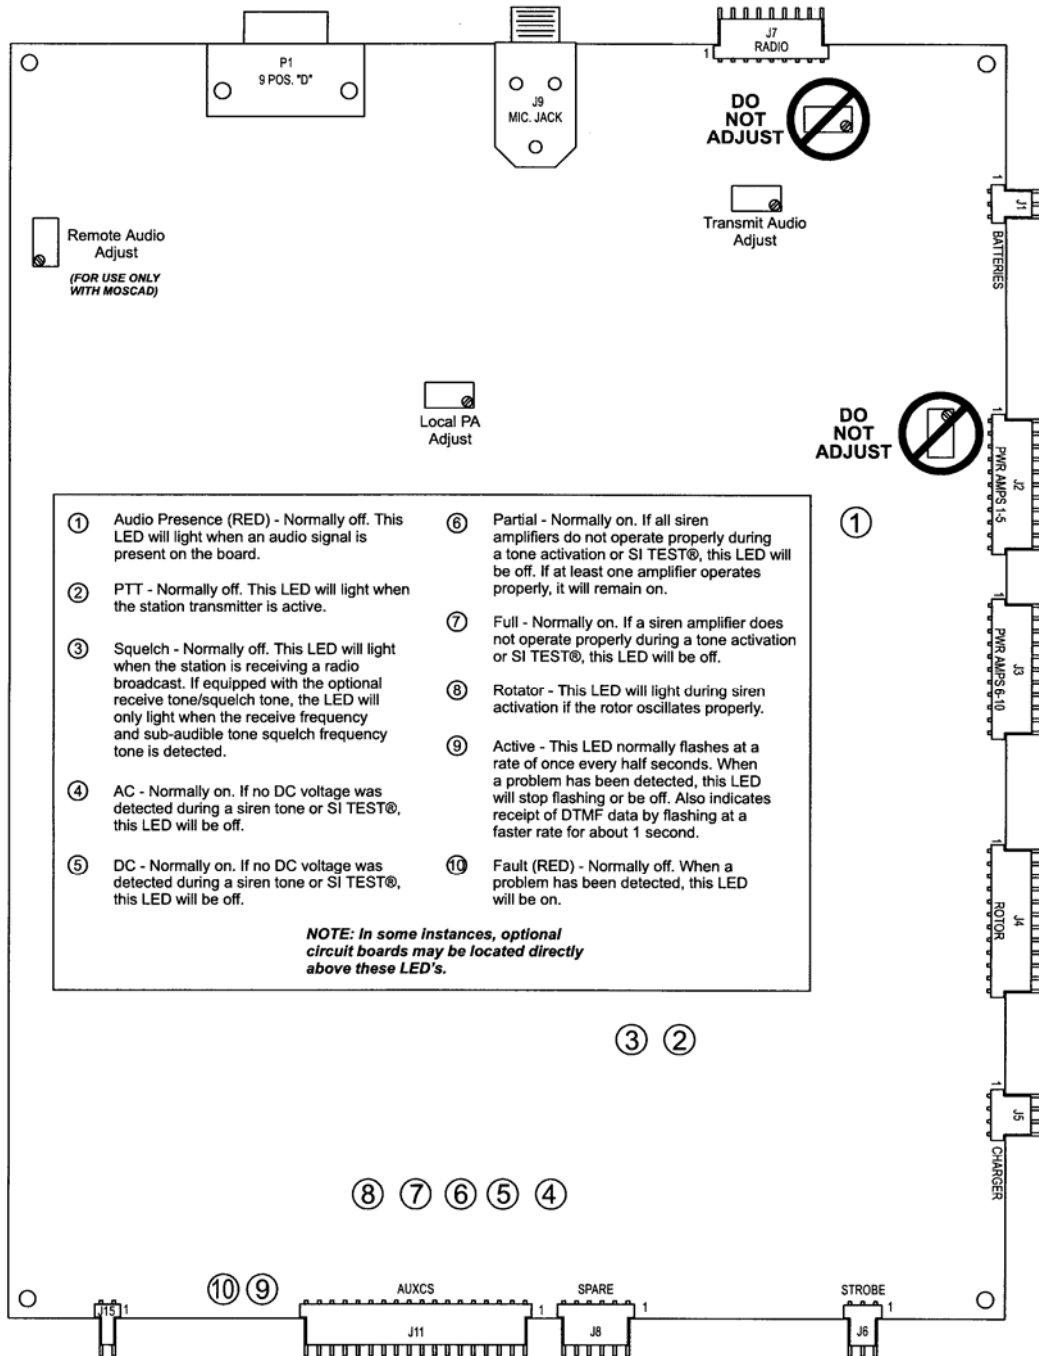 P1
9 POS. "D"
J9
MIC. JACK
1
J7
RADIO
DO
NOT
ADJUST
1
J1
BATTERIES
Remote Audio
Adjust
(FOR USE ONLY
WITH MOSCAD)
Transmit Audio
Adjust
Local PA
Adjust
DO
NOT
ADJUST
1
J2
PWR AMPS 1-5
1
① Audio Presence (RED) - Normally off. This
LED will light when an audio signal is
present on the board.
② PTT - Normally off. This LED will light when
the station transmitter is active.
③ Squelch - Normally off. This LED will light
when the station is receiving a radio
broadcast. If equipped with the optional
receive tone/squelch tone, the LED will
only light when the receive frequency
and sub-audible tone squelch frequency
tone is detected.
④ AC - Normally on. If no DC voltage was
detected during a siren tone or SI TEST®,
this LED will be off.
⑤ DC - Normally on. If no DC voltage was
detected during a siren tone or SI TEST®,
this LED will be off.
⑥ Partial - Normally on. If all siren
amplifiers do not operate properly during
a tone activation or SI TEST®, this LED will
be off. If at least one amplifier operates
properly, it will remain on.
⑦ Full - Normally on. If a siren amplifier does
not operate properly during a tone activation
or SI TEST®, this LED will be off.
⑧ Rotator - This LED will light during siren
activation if the rotor oscillates properly.
⑨ Active - This LED normally flashes at a
rate of once every half seconds. When
a problem has been detected, this LED
will stop flashing or be off. Also indicates
receipt of DTMF data by flashing at a
faster rate for about 1 second.
⑩ Fault (RED) - Normally off. When a
problem has been detected, this LED
will be on.
NOTE: In some instances, optional
circuit boards may be located directly
above these LED's.
1
J3
PWR AMPS 6-10
1
J4
ROTOR
3 2
1
J5
CHARGER
8 7 6 5 4
10 9
J15 1
AUXCS
1
J11
SPARE
1
J8
STROBE
1
J6